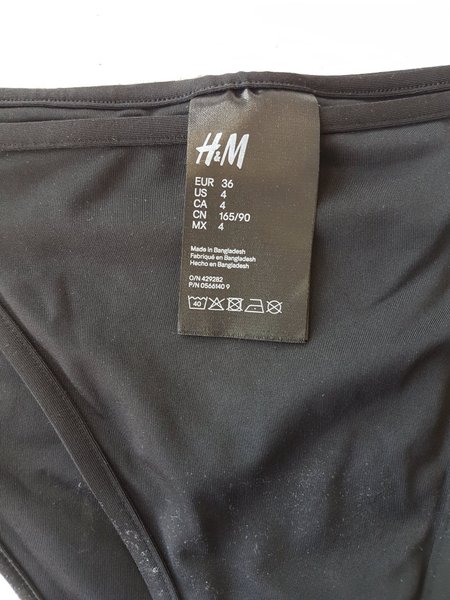 H&M
EUR 36
US 4
CA 4
CN 165/90
MX 4
Made in Bangladesh
Fabriqué en Bangladesh
Hecho en Bangladesh
O/N 429282
P/N 0566140 9
40